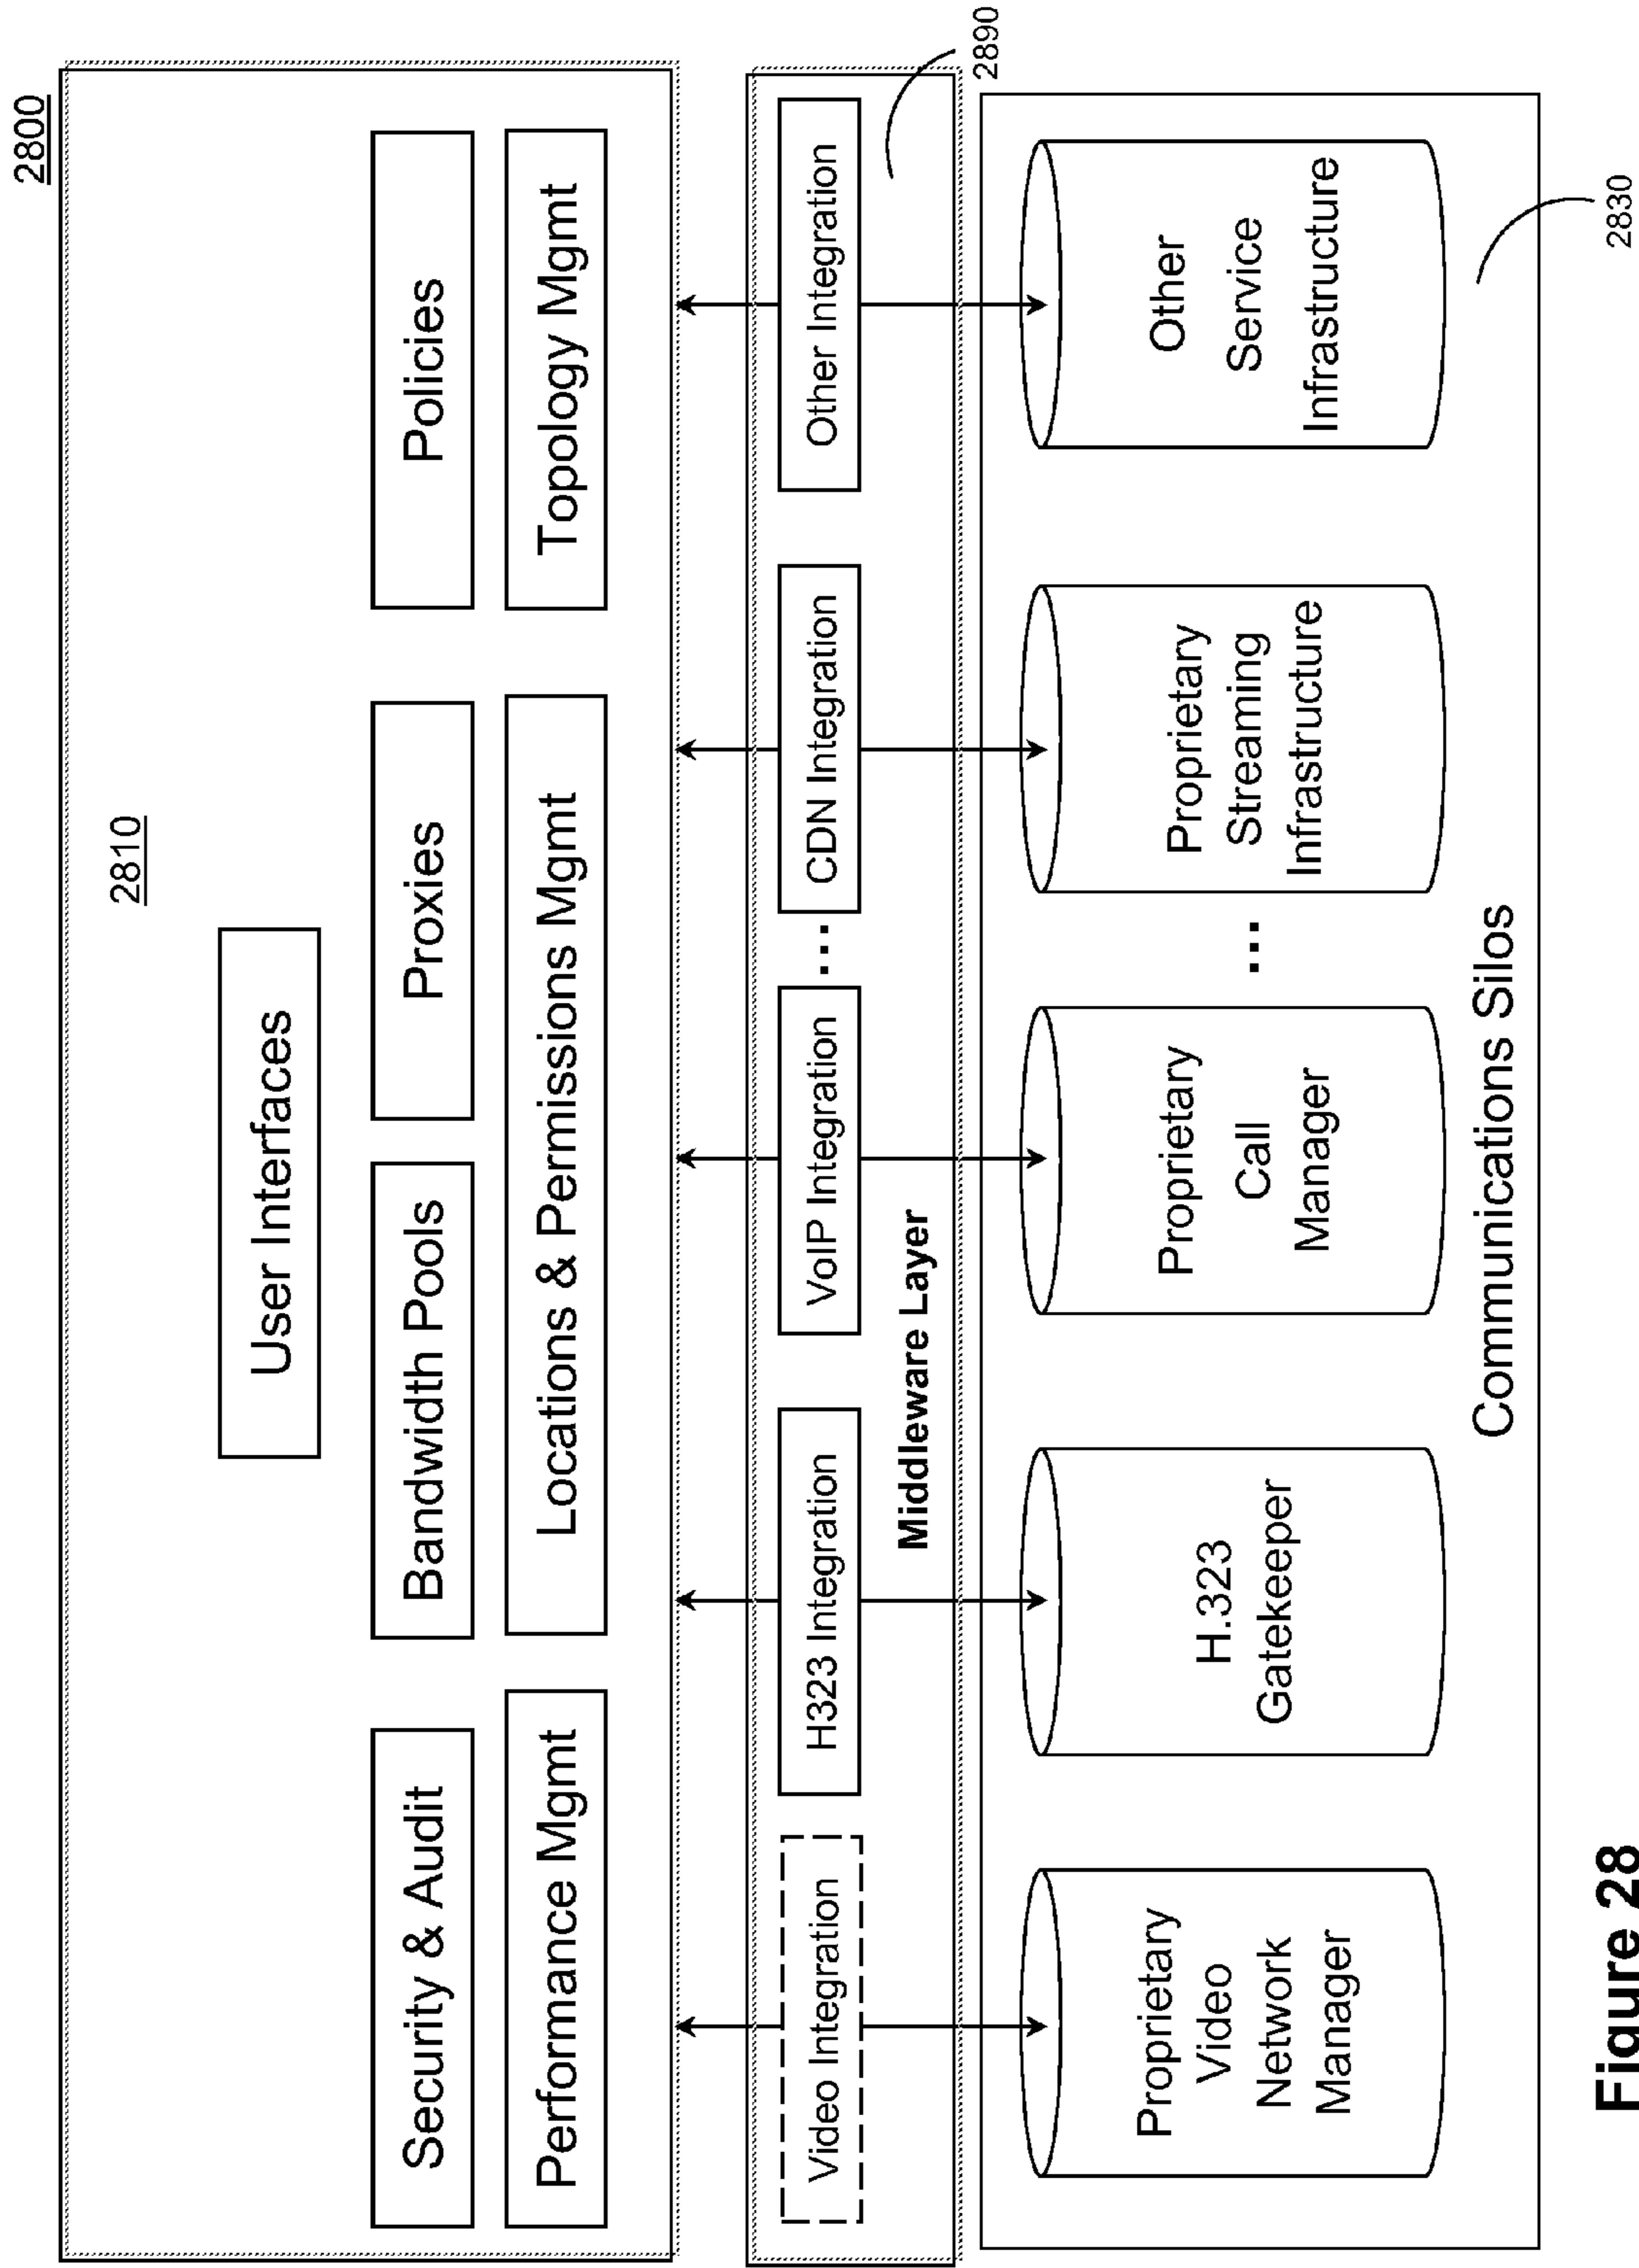 2800
2810
User Interfaces
Security & Audit
Bandwidth Pools
Proxies
Policies
Performance Mgmt
Locations & Permissions Mgmt
Topology Mgmt
Video Integration
H323 Integration
VoIP Integration
...
CDN Integration
Other Integration
Middleware Layer
2890
Proprietary
Video
Network
Manager
H.323
Gatekeeper
Proprietary
Call
Manager
...
Proprietary
Streaming
Infrastructure
Other
Service
Infrastructure
Communications Silos
2830
Figure 28